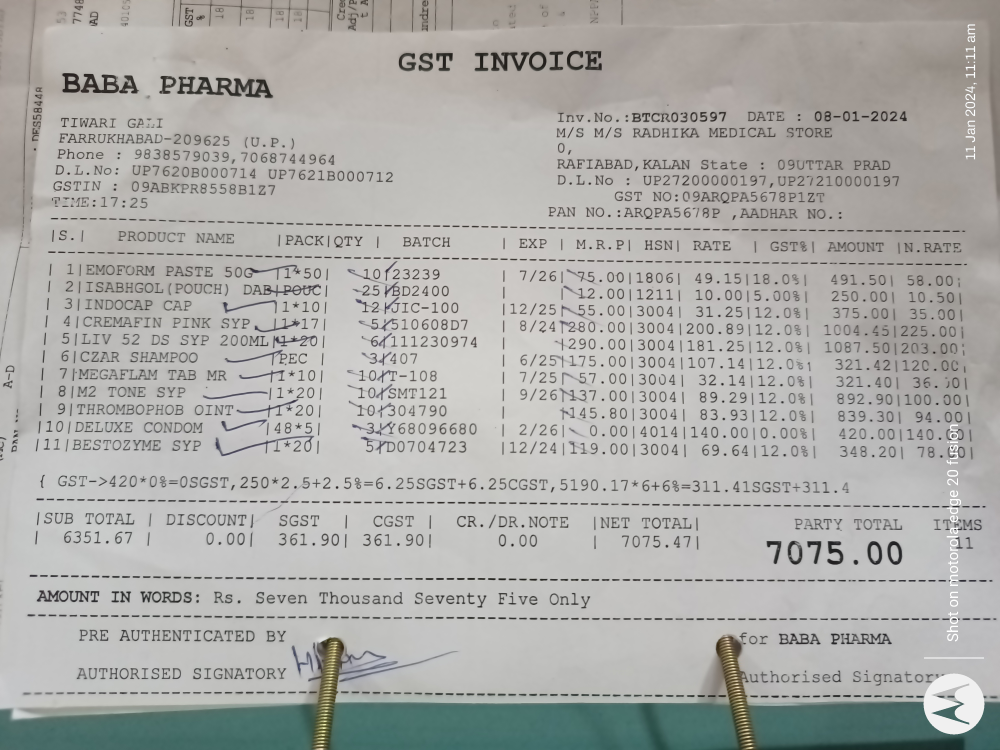 GST INVOICE
BABA PHARMA
TIWARI GALI
FARRUKHABAD-209625 (U.P.)
Phone : 9838579039,7068744964
D.L.No: UP7620B000714 UP7621B000712
GSTIN : 09ABKPR8558B1Z7
TIME:17:25
Inv.No.:BTCR030597 DATE : 08-01-2024
M/S M/S RADHIKA MEDICAL STORE
0,
RAFIABAD,KALAN State : 09UTTAR PRAD
D.L.No : UP27200000197,UP27210000197
GST NO:09ARQPA5678P1ZT
PAN NO.:ARQPA5678P ,AADHAR NO.:
|S.| PRODUCT NAME |PACK|QTY | BATCH | EXP | M.R.P| HSN| RATE | GST%| AMOUNT |N.RATE
| 1|EMOFORM PASTE 50G |1*50| 10|23239 | 7/26| 75.00|1806| 49.15|18.0%| 491.50| 58.00|
| 2|ISABHGOL(POUCH) DAB|POUC| 25|BD2400 | | 12.00|1211| 10.00|5.00%| 250.00| 10.50|
| 3|INDOCAP CAP |1*10| 12|JIC-100 |12/25| 55.00|3004| 31.25|12.0%| 375.00| 35.00|
| 4|CREMAFIN PINK SYP |1*17| 5|510608D7 | 8/24|280.00|3004|200.89|12.0%| 1004.45|225.00|
| 5|LIV 52 DS SYP 200ML|1*20| 6|111230974 | |290.00|3004|181.25|12.0%| 1087.50|203.00|
| 6|CZAR SHAMPOO |PEC | 3|407 | 6/25|175.00|3004|107.14|12.0%| 321.42|120.00|
| 7|MEGAFLAM TAB MR |1*10| 10|T-108 | 7/25| 57.00|3004| 32.14|12.0%| 321.40|
| 8|M2 TONE SYP |1*20| 10|SMT121 | 9/26|137.00|3004| 89.29|12.0%| 892.90|100.00|
| 9|THROMBOPHOB OINT |1*20| 10|304790 | |145.80|3004| 83.93|12.0%| 839.30| 94.00|
|10|DELUXE CONDOM |48*5| 3|Y68096680 | 2/26| 0.00|4014|140.00|0.00%| 420.00|140.00|
|11|BESTOZYME SYP |1*20| 5|D0704723 |12/24|119.00|3004| 69.64|12.0%| 348.20|
{ GST->420*0%=0SGST,250*2.5+2.5%=6.25SGST+6.25CGST,5190.17*6+6%=311.41SGST+311.4
|SUB TOTAL | DISCOUNT| SGST | CGST | CR./DR.NOTE |NET TOTAL| PARTY TOTAL ITEMS
| 6351.67 | 0.00| 361.90| 361.90| 0.00 | 7075.47| 7075.00 11
AMOUNT IN WORDS: Rs. Seven Thousand Seventy Five Only
PRE AUTHENTICATED BY
AUTHORISED SIGNATORY
for BABA PHARMA
Authorised Signatory
11 Jan 2024, 11:11 am
Shot on motorola edge 20 fusion
DES5844A
A-D